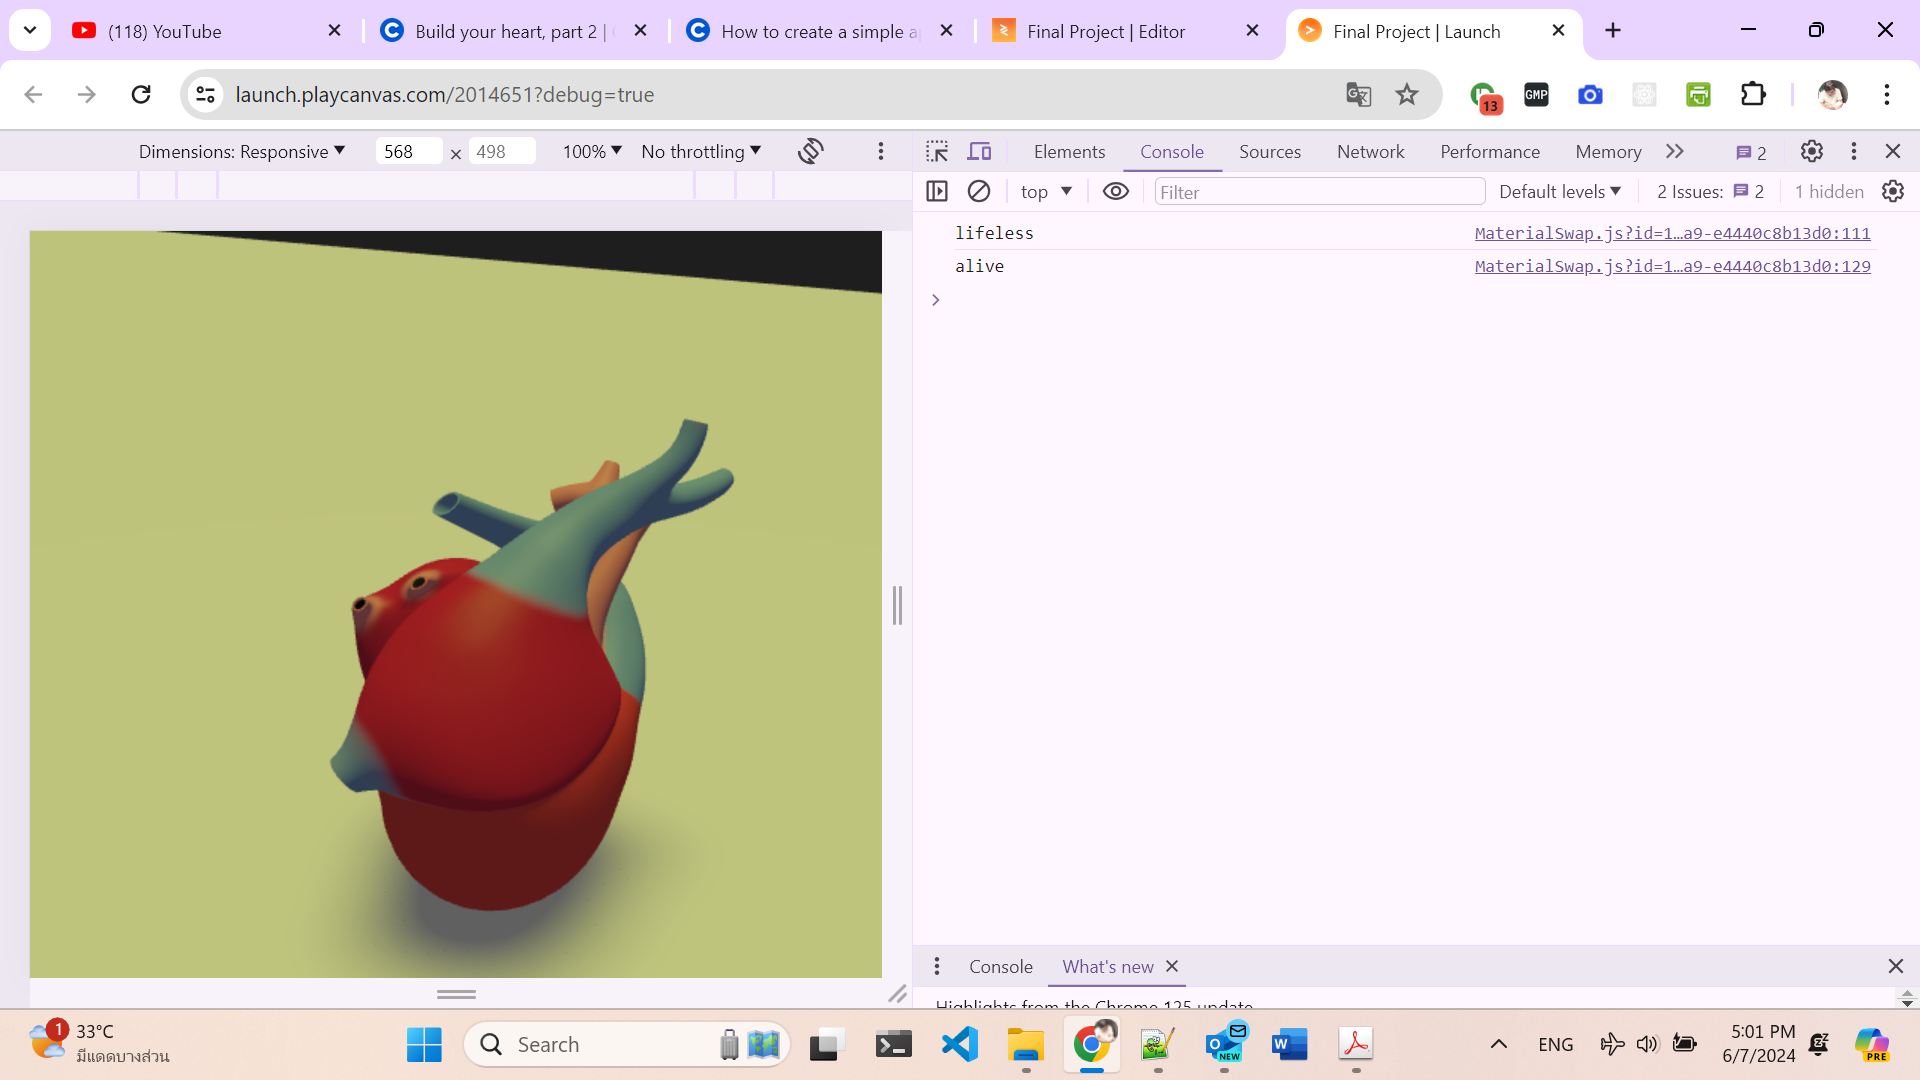 (118) YouTube
Build your heart, part 2 |
How to create a simple a
Final Project | Editor
Final Project | Launch
launch.playcanvas.com/2014651?debug=true
13
GMP
Dimensions: Responsive 568 × 498 100% No throttling
Elements Console Sources Network Performance Memory 2
top Filter Default levels 2 Issues: 2 1 hidden
lifeless MaterialSwap.js?id=1…a9-e4440c8b13d0:111
alive MaterialSwap.js?id=1…a9-e4440c8b13d0:129
Console What's new
Highlights from the Chrome 125 update
1
33°C
มีแดดบางส่วน
Search
NEW
ENG
5:01 PM
6/7/2024
PRE